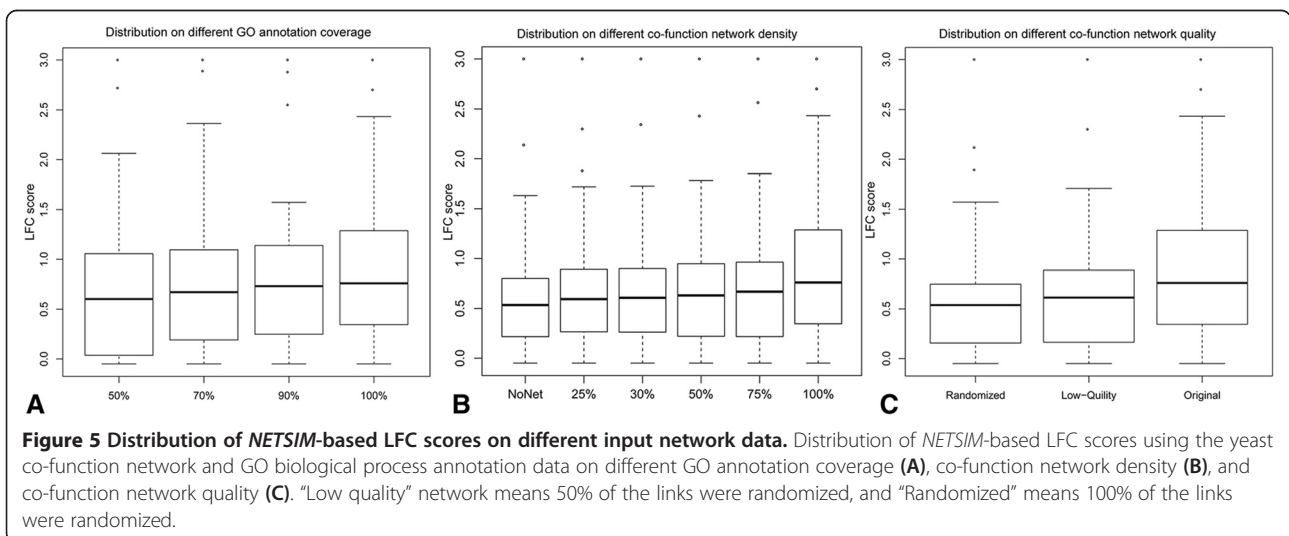 Distribution on different GO annotation coverage
LFC score
3.0
2.5
2.0
1.5
1.0
0.5
0.0
50% 70% 90% 100%
A
Distribution on different co-function network density
LFC score
3.0
2.5
2.0
1.5
1.0
0.5
0.0
NoNet 25% 30% 50% 75% 100%
B
Distribution on different co-function network quality
LFC score
3.0
2.5
2.0
1.5
1.0
0.5
0.0
Randomized Low-Quility Original
C
Figure 5 Distribution of NETSIM-based LFC scores on different input network data. Distribution of NETSIM-based LFC scores using the yeast
co-function network and GO biological process annotation data on different GO annotation coverage (A), co-function network density (B), and
co-function network quality (C). “Low quality” network means 50% of the links were randomized, and “Randomized” means 100% of the links
were randomized.